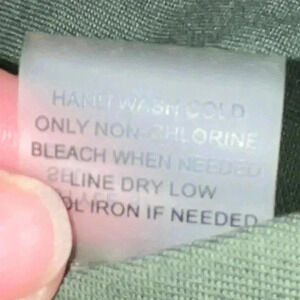 HAND WASH COLD
ONLY NON-CHLORINE
BLEACH WHEN NEEDED
LINE DRY LOW
IRON IF NEEDED